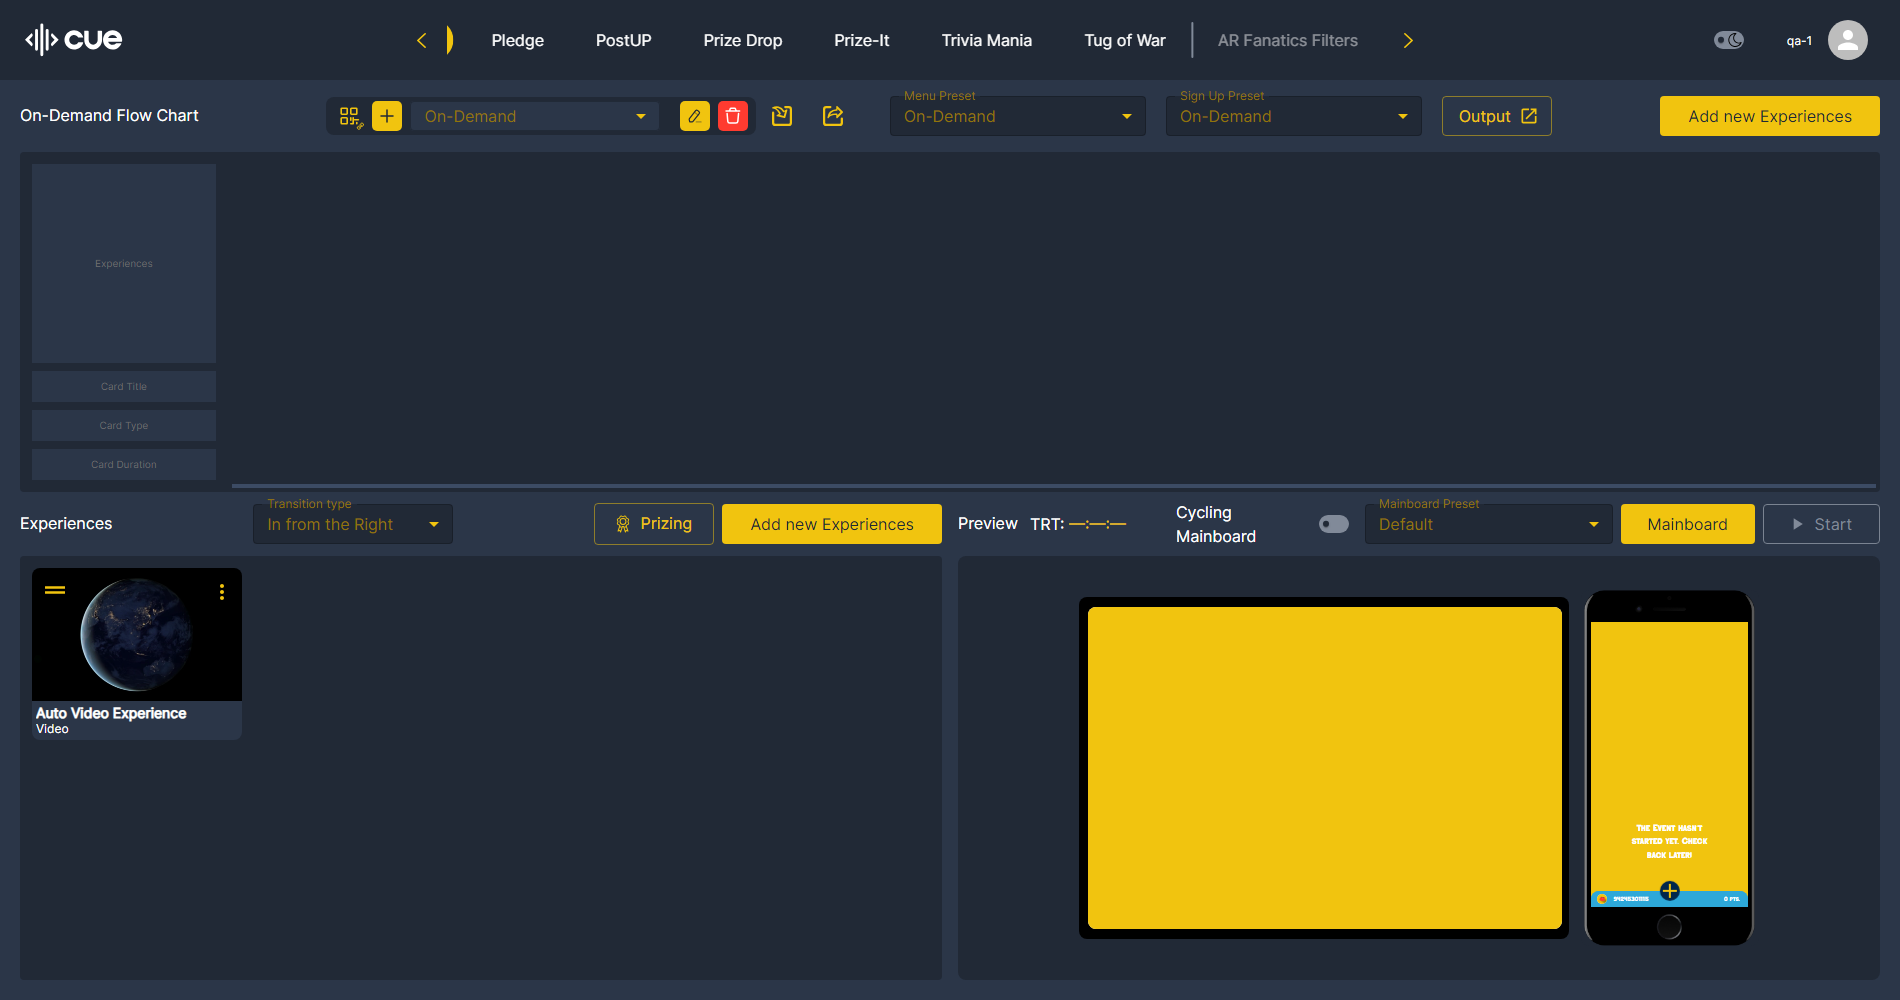 cue
Pledge
PostUP
Prize Drop
Prize-It
Trivia Mania
Tug of War
AR Fanatics Filters
qa-1
On-Demand Flow Chart
On-Demand
Menu Preset
On-Demand
Sign Up Preset
On-Demand
Output
Add new Experiences
Experiences
Card Title
Card Type
Card Duration
Experiences
Transition type
In from the Right
Prizing
Add new Experiences
Preview
TRT: —:—:—
Cycling
Mainboard
Mainboard Preset
Default
Mainboard
Start
Auto Video Experience
Video
The Event hasn't
started yet. Check
back later!
0 pts.